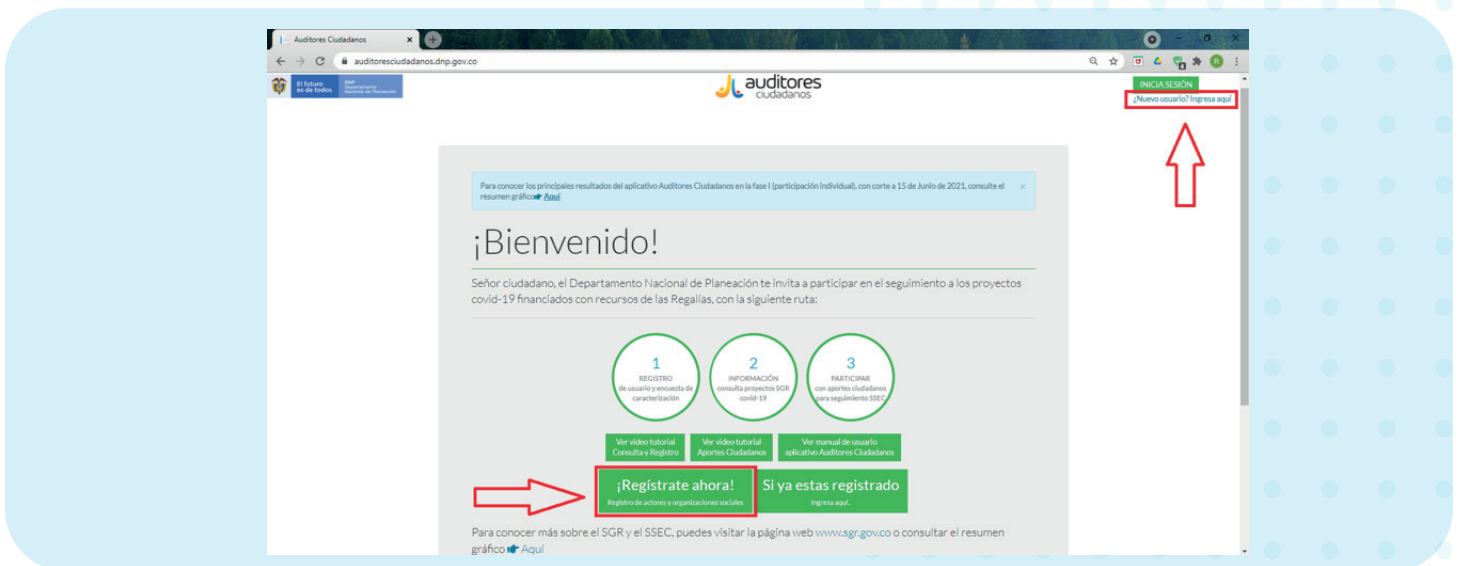 Auditores Ciudadanos
auditoresciudadanos.dnp.gov.co
El futuro
es de todos
DNP
Departamento
Nacional de Planeación
auditores
ciudadanos
INICIA SESIÓN
¿Nuevo usuario? Ingresa aquí
Para conocer los principales resultados del aplicativo Auditores Ciudadanos en la fase I (participación individual), con corte a 15 de Junio de 2021, consulte el
resumen gráfico Aquí
¡Bienvenido!
Señor ciudadano, el Departamento Nacional de Planeación te invita a participar en el seguimiento a los proyectos
covid-19 financiados con recursos de las Regalías, con la siguiente ruta:
1
REGISTRO
de usuario y encuesta de
caracterización
2
INFORMACIÓN
consulta proyectos SGR
covid-19
3
PARTICIPAR
con aportes ciudadanos
para seguimiento SSEC
Ver video tutorial
Consulta y Registro
Ver video tutorial
Aportes Ciudadanos
Ver manual de usuario
aplicativo Auditores Ciudadanos
¡Regístrate ahora!
Registro de actores y organizaciones sociales
Si ya estas registrado
Ingresa aquí.
Para conocer más sobre el SGR y el SSEC, puedes visitar la página web www.sgr.gov.co o consultar el resumen
gráfico Aquí